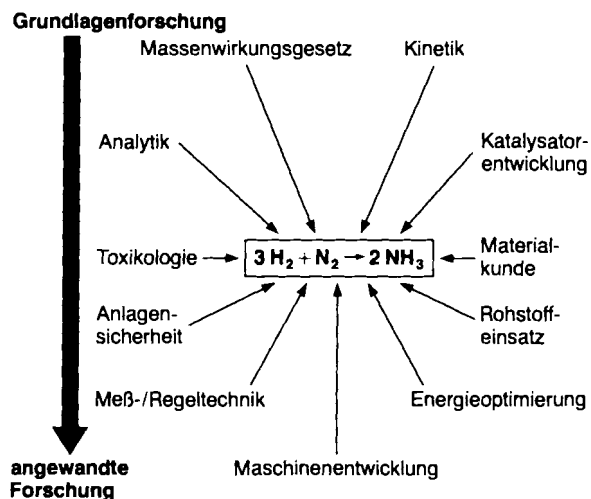 Grundlagenforschung
Massenwirkungsgesetz
Kinetik
Analytik
Katalysator-
entwicklung
Toxikologie
3 H₂ + N₂ → 2 NH₃
Material-
kunde
Anlagen-
sicherheit
Rohstoff-
einsatz
Meß-/Regeltechnik
Energieoptimierung
angewandte
Forschung
Maschinenentwicklung